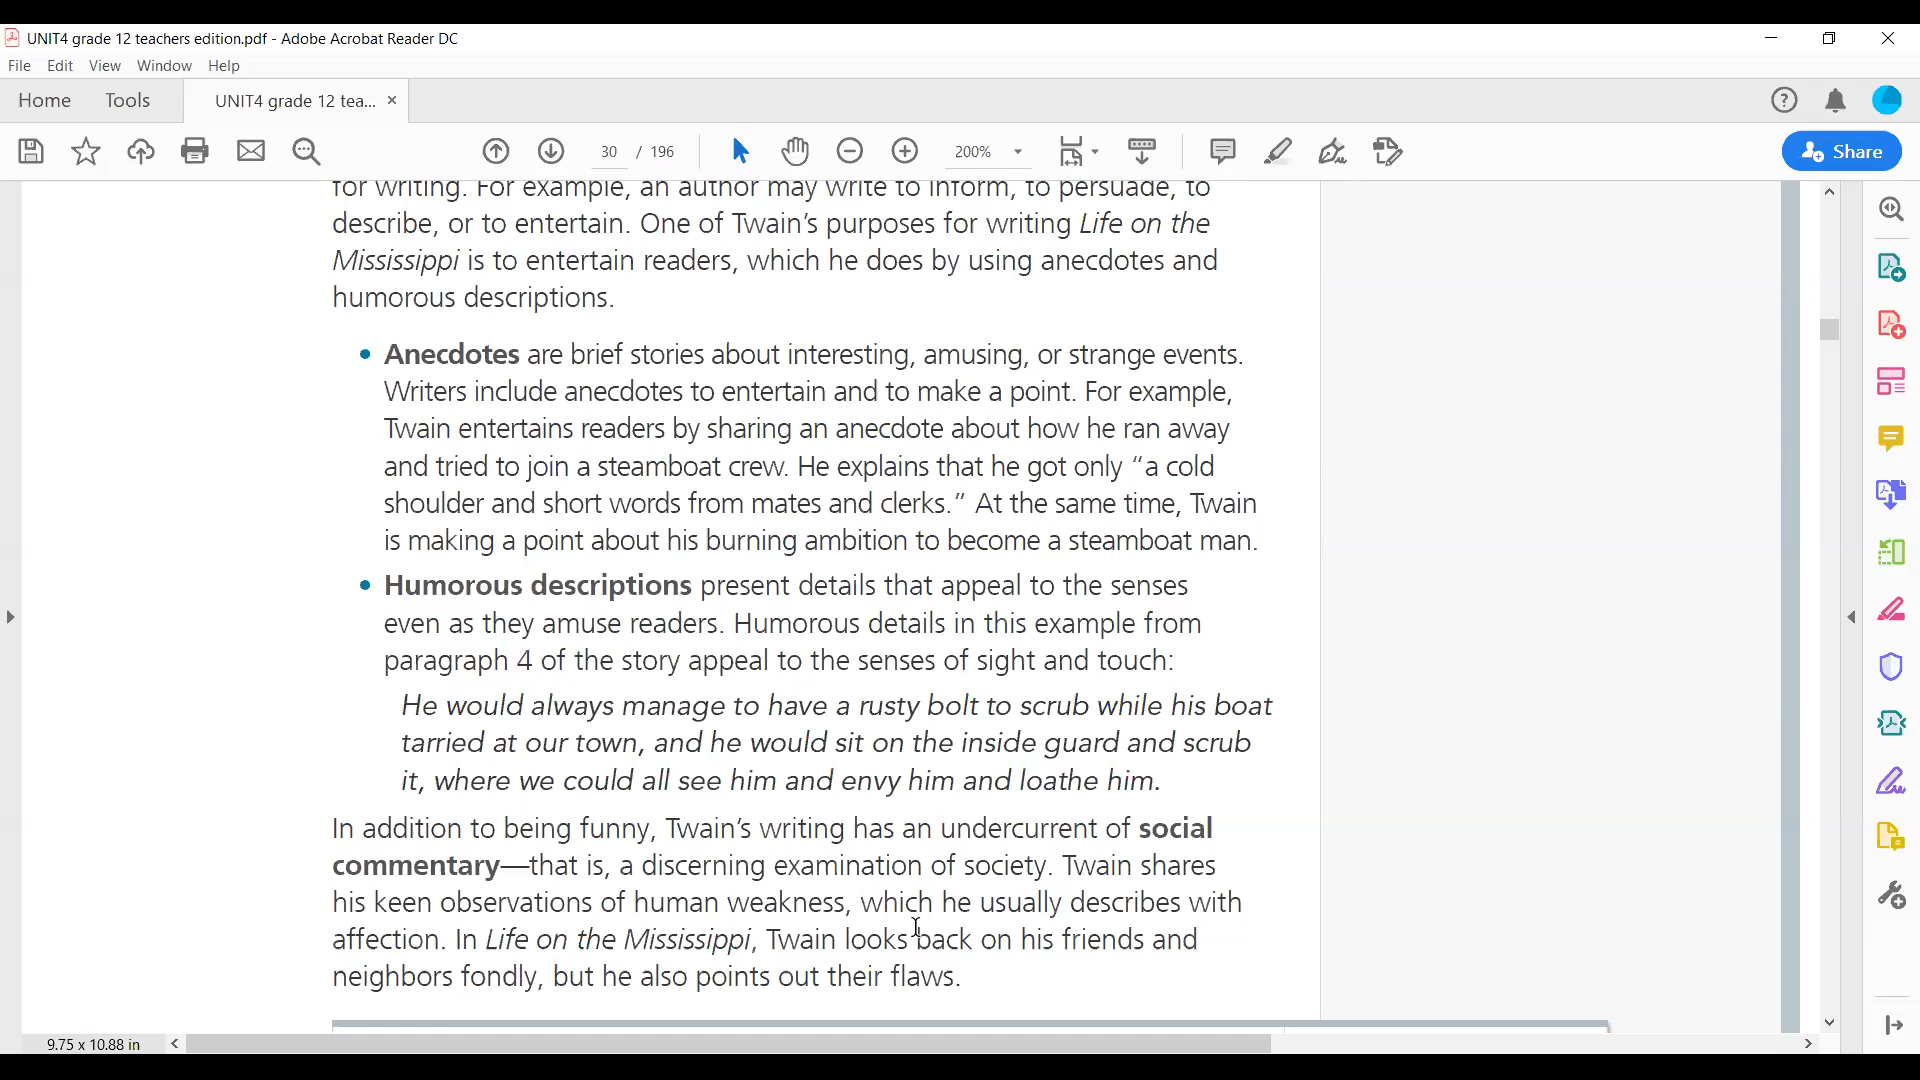 UNIT4 grade 12 teachers edition.pdf - Adobe Acrobat Reader DC
File Edit View Window Help
Home Tools UNIT4 grade 12 tea... ×
30 / 196 200% Share
for writing. For example, an author may write to inform, to persuade, to
describe, or to entertain. One of Twain’s purposes for writing Life on the
Mississippi is to entertain readers, which he does by using anecdotes and
humorous descriptions.
• Anecdotes are brief stories about interesting, amusing, or strange events.
Writers include anecdotes to entertain and to make a point. For example,
Twain entertains readers by sharing an anecdote about how he ran away
and tried to join a steamboat crew. He explains that he got only “a cold
shoulder and short words from mates and clerks.” At the same time, Twain
is making a point about his burning ambition to become a steamboat man.
• Humorous descriptions present details that appeal to the senses
even as they amuse readers. Humorous details in this example from
paragraph 4 of the story appeal to the senses of sight and touch:
He would always manage to have a rusty bolt to scrub while his boat
tarried at our town, and he would sit on the inside guard and scrub
it, where we could all see him and envy him and loathe him.
In addition to being funny, Twain’s writing has an undercurrent of social
commentary—that is, a discerning examination of society. Twain shares
his keen observations of human weakness, which he usually describes with
affection. In Life on the Mississippi, Twain looks back on his friends and
neighbors fondly, but he also points out their flaws.
9.75 x 10.88 in